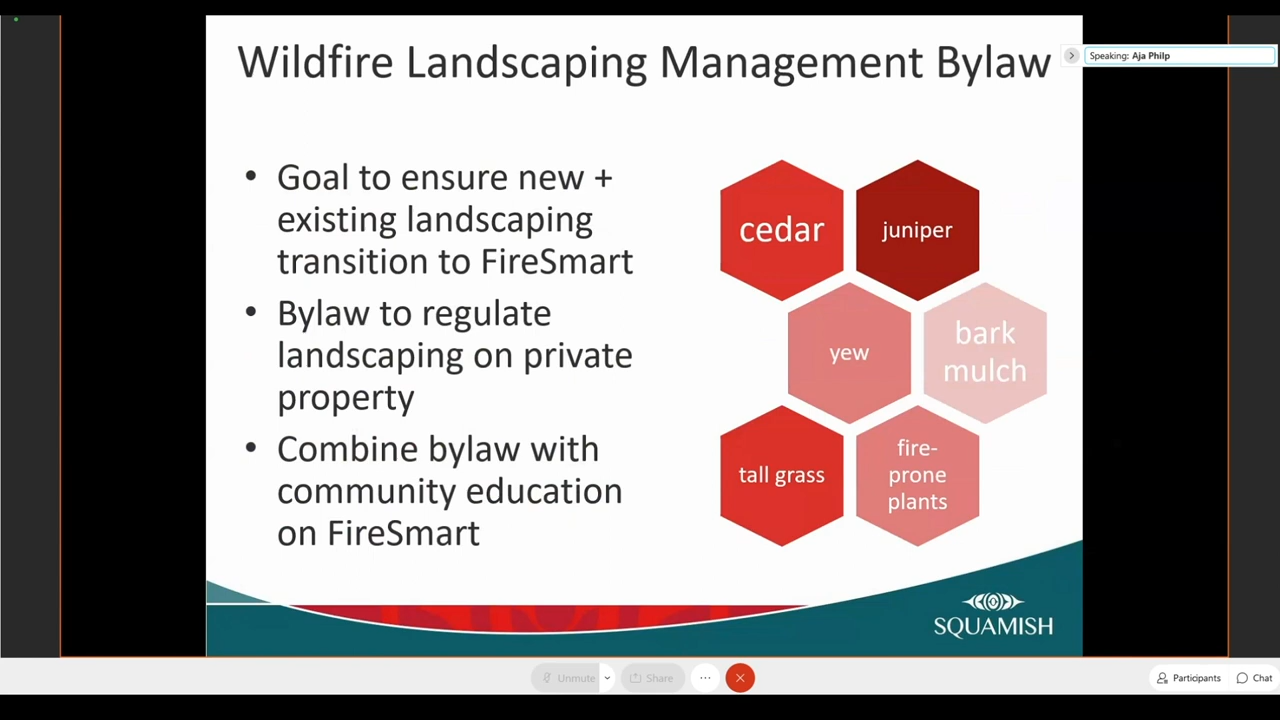 Wildfire Landscaping Management Bylaw
Speaking: Aja Philp
• Goal to ensure new +
existing landscaping
transition to FireSmart
• Bylaw to regulate
landscaping on private
property
• Combine bylaw with
community education
on FireSmart
cedar
juniper
yew
bark
mulch
tall grass
fire-
prone
plants
SQUAMISH
Unmute
Share
Participants
Chat